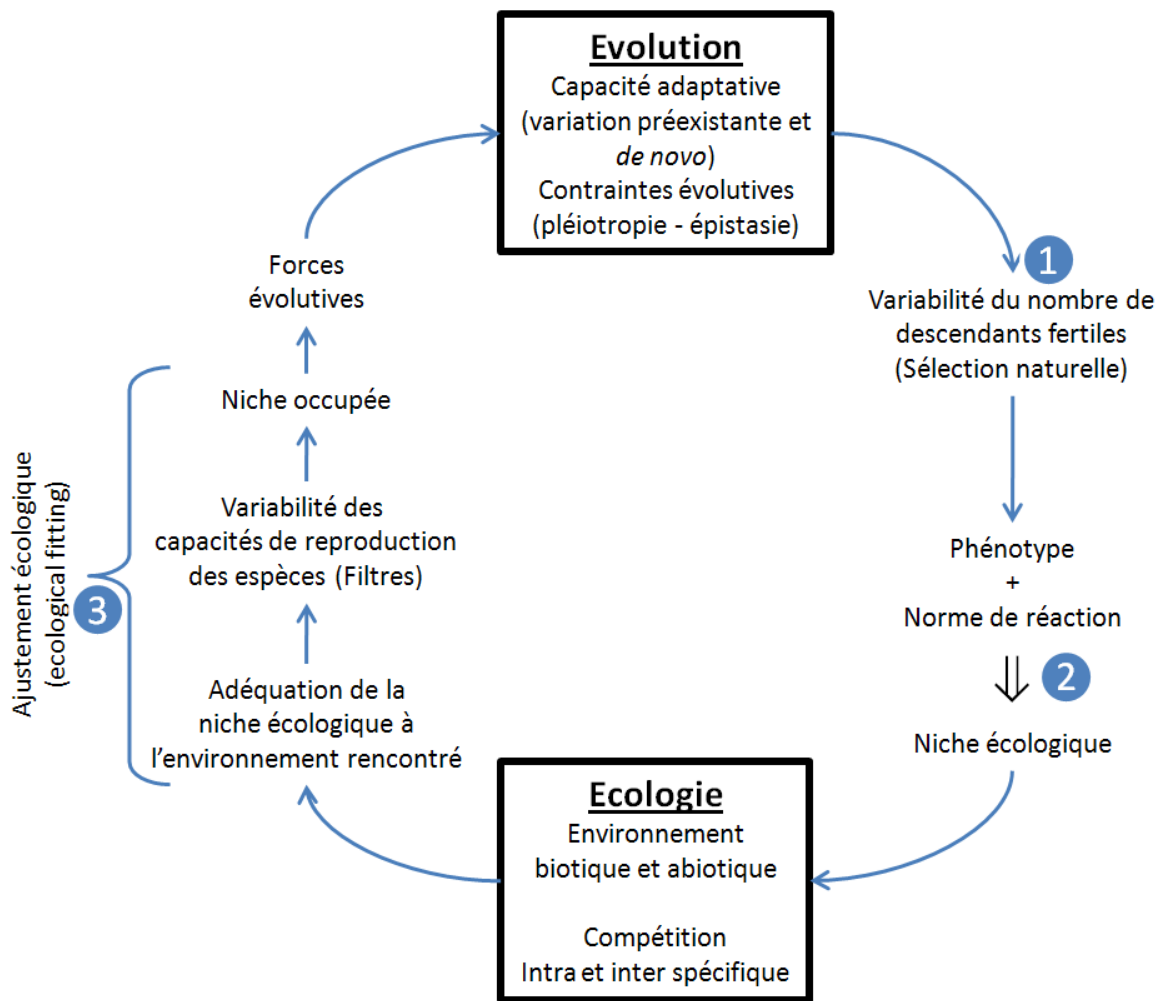 Evolution
Capacité adaptative
(variation préexistante et
de novo)
Contraintes évolutives
(pléiotropie - épistasie)
1
Variabilité du nombre de
descendants fertiles
(Sélection naturelle)
Phénotype
+
Norme de réaction
⇓ 2
Niche écologique
Ecologie
Environnement
biotique et abiotique
Compétition
Intra et inter spécifique
Adéquation de la
niche écologique à
l'environnement rencontré
Variabilité des
capacités de reproduction
des espèces (Filtres)
Niche occupée
Forces
évolutives
Ajustement écologique
(ecological fitting)
3